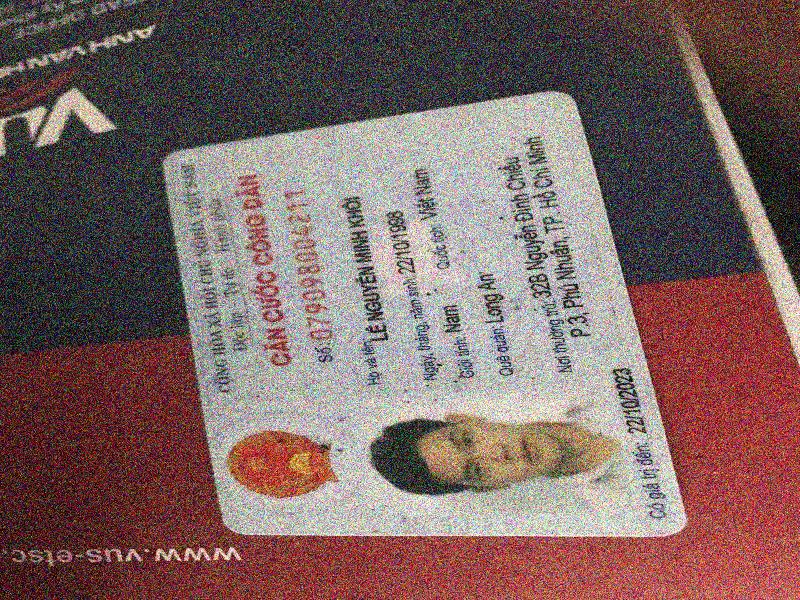 CỘNG HÒA XÃ HỘI CHỦ NGHĨA VIỆT NAM
Độc lập - Tự do - Hạnh phúc
CĂN CƯỚC CÔNG DÂN
Số: 079098004217
Họ và tên: LÊ NGUYỄN MINH KHÔI
Ngày, tháng, năm sinh: 22/10/1998
Giới tính: Nam Quốc tịch: Việt Nam
Quê quán: Long An
Nơi thường trú: 32B Nguyễn Đình Chiểu
P.3, Phú Nhuận, TP. Hồ Chí Minh
Có giá trị đến: 22/10/2023
www.vus-etsc.
VU
ANH VĂN H
OFFICE